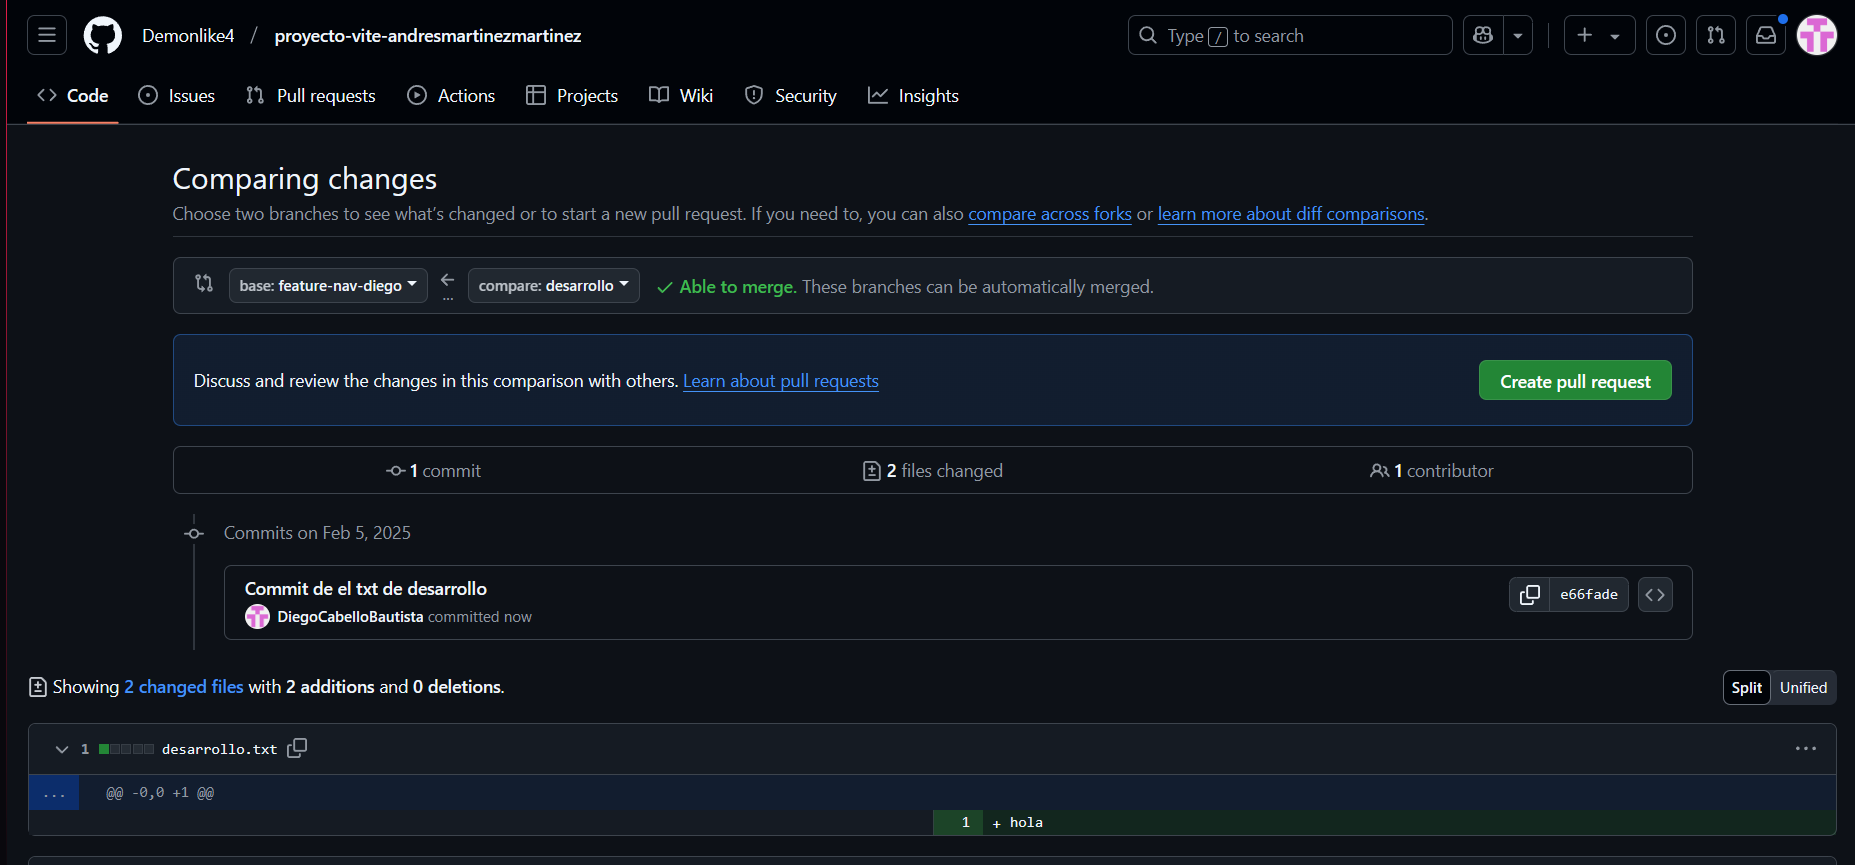 Demonlike4 / proyecto-vite-andresmartinezmartinez
Type / to search
Code Issues Pull requests Actions Projects Wiki Security Insights
Comparing changes
Choose two branches to see what's changed or to start a new pull request. If you need to, you can also compare across forks or learn more about diff comparisons.
base: feature-nav-diego ... compare: desarrollo Able to merge. These branches can be automatically merged.
Discuss and review the changes in this comparison with others. Learn about pull requests
Create pull request
1 commit 2 files changed 1 contributor
Commits on Feb 5, 2025
Commit de el txt de desarrollo
DiegoCabelloBautista committed now
e66fade
Showing 2 changed files with 2 additions and 0 deletions.
Split Unified
1 desarrollo.txt
... @@ -0,0 +1 @@
1 + hola